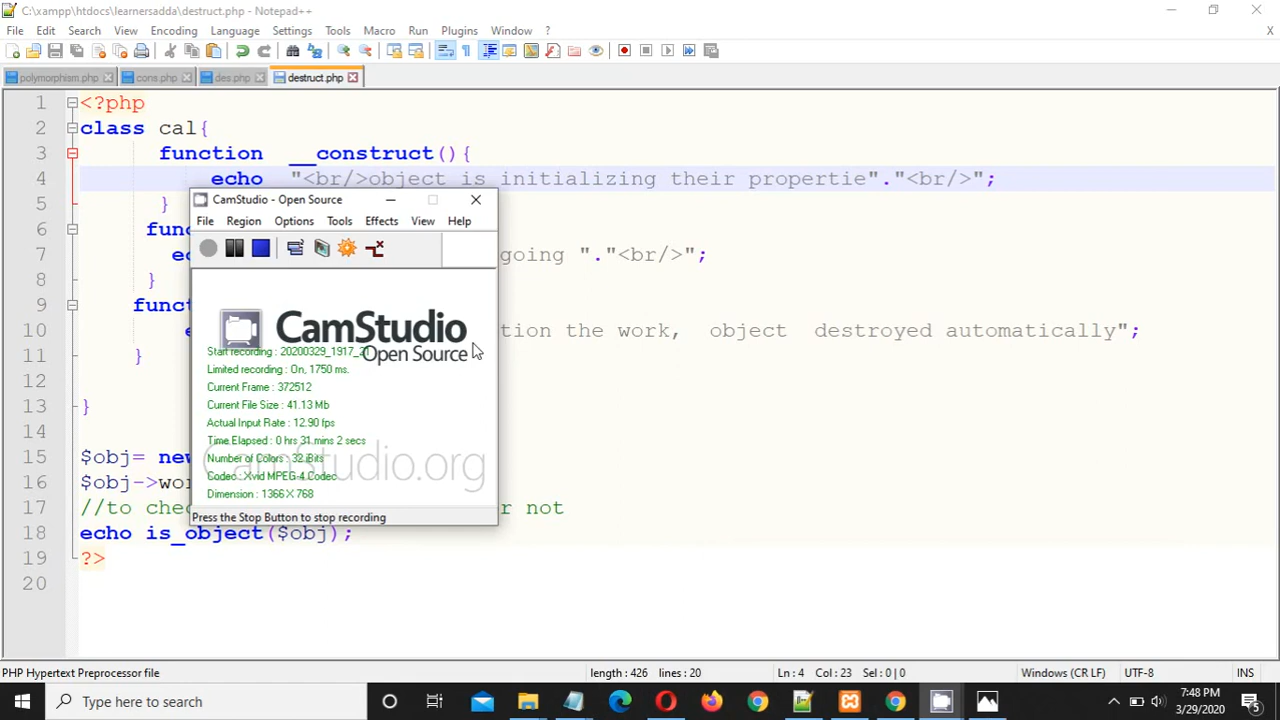 C:\xampp\htdocs\learnersadda\destruct.php - Notepad++
File Edit Search View Encoding Language Settings Tools Macro Run Plugins Window ? X
polymorphism.php cons.php des.php destruct.php
1 <?php
2 class cal{
3 function __construct(){
4 echo "<br/>object is initializing their propertie"."<br/>";
5 }
6 func
7 ec going "."<br/>";
8 }
9 func
10 e tion the work, object destroyed automatically";
11 }
12
13 }
14
15 $obj= new
16 $obj->wor
17 //to chec r not
18 echo is_object($obj);
19 ?>
20
CamStudio - Open Source
File Region Options Tools Effects View Help
CamStudio
Open Source
Start recording : 20200329_1917_21
Limited recording : On, 1750 ms.
Current Frame : 372512
Current File Size : 41.13 Mb
Actual Input Rate : 12.90 fps
Time Elapsed : 0 hrs 31 mins 2 secs
CamStudio.org
Number of Colors : 32 Bits
Codec : Xvid MPEG-4 Codec
Dimension : 1366 X 768
Press the Stop Button to stop recording
PHP Hypertext Preprocessor file length : 426 lines : 20 Ln : 4 Col : 23 Sel : 0 | 0 Windows (CR LF) UTF-8 INS
Type here to search
7:48 PM
3/29/2020
5